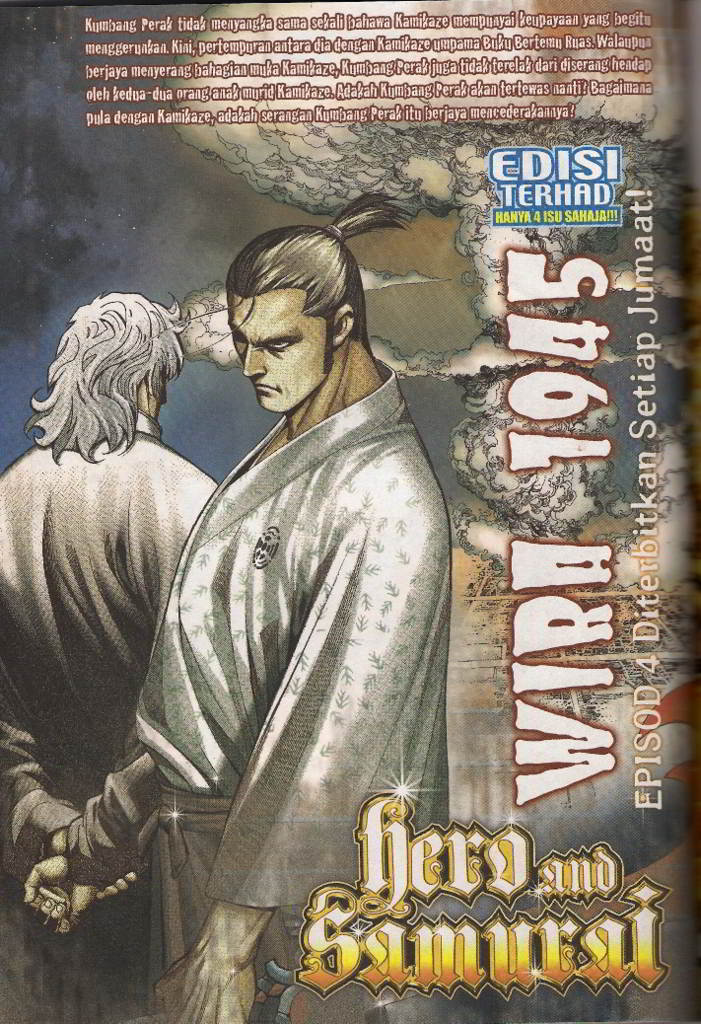 Kumbang Perak tidak menyangka sama sekali bahawa Kamikaze mempunyai keupayaan yang begitu
menggerunkan. Kini, pertempuran antara dia dengan Kamikaze umpama Buku Bertemu Ruas. Walaupun
berjaya menyerang bahagian muka Kamikaze, Kumbang Perak juga tidak terelak dari diserang hendap
oleh kedua-dua orang anak murid Kamikaze. Adakah Kumbang Perak akan tertewas nanti? Bagaimana
pula dengan Kamikaze, adakah serangan Kumbang Perak itu berjaya mencederakannya?
EDISI
TERHAD
HANYA 4 ISU SAHAJA!!!
WIRA 1945
EPISOD 4 Diterbitkan Setiap Jumaat!
Hero and
Samurai